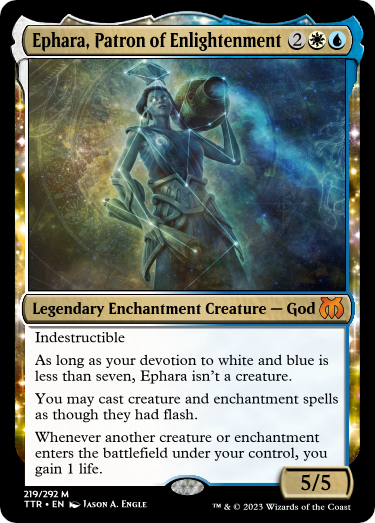 Ephara, Patron of Enlightenment 2
Legendary Enchantment Creature — God
Indestructible
As long as your devotion to white and blue is
less than seven, Ephara isn't a creature.
You may cast creature and enchantment spells
as though they had flash.
Whenever another creature or enchantment
enters the battlefield under your control, you
gain 1 life.
5/5
219/292 M
TTR • EN Jason A. Engle
™ & © 2023 Wizards of the Coast